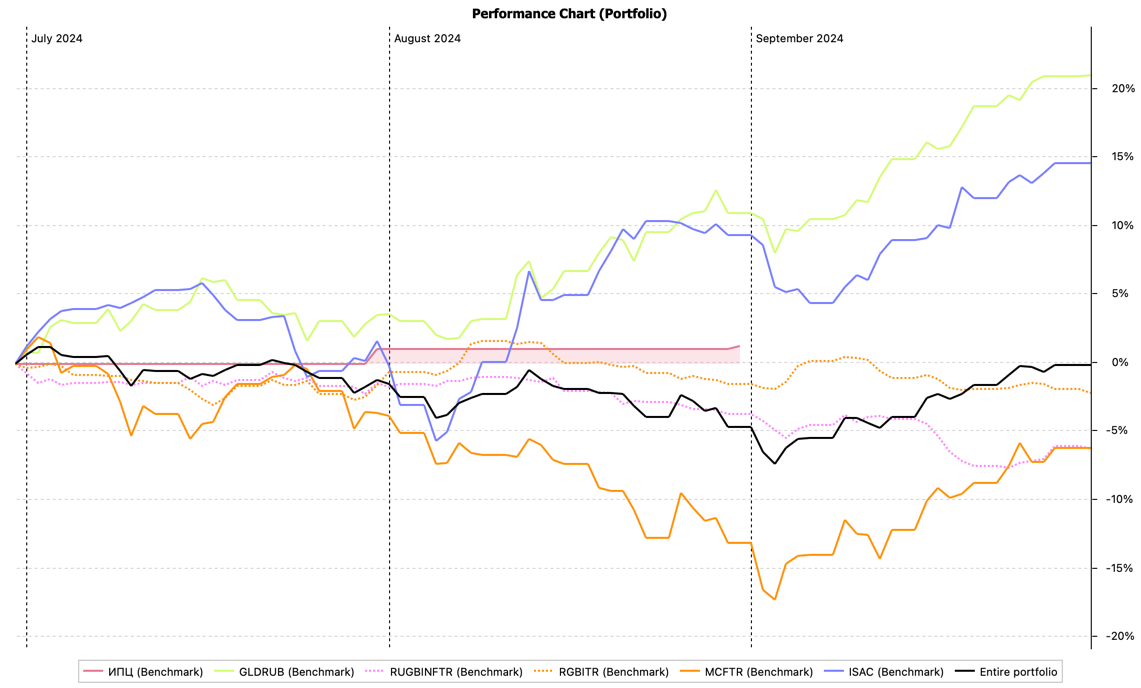 Performance Chart (Portfolio)
July 2024
August 2024
September 2024
20%
15%
10%
5%
0%
-5%
-10%
-15%
-20%
ИПЦ (Benchmark)
GLDRUB (Benchmark)
RUGBINFTR (Benchmark)
RGBITR (Benchmark)
MCFTR (Benchmark)
ISAC (Benchmark)
Entire portfolio